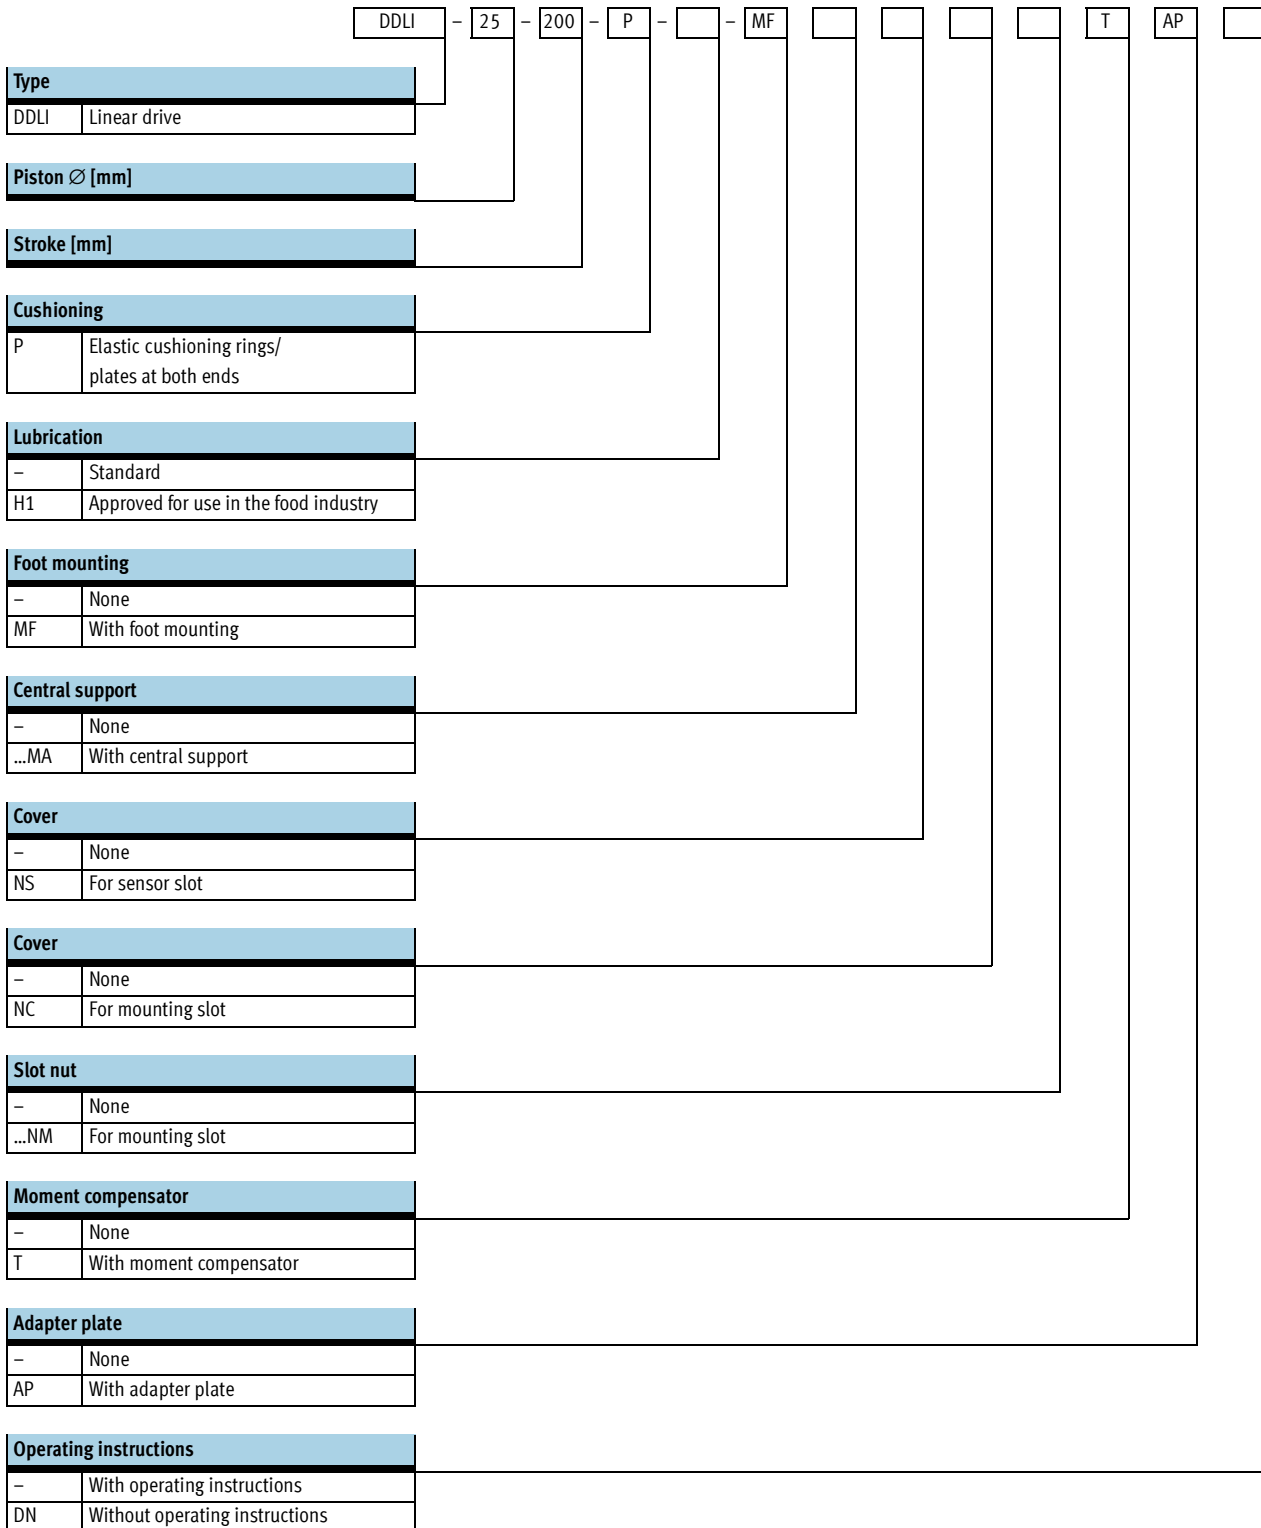 DDLI – 25 – 200 – P – – MF T AP
Type
DDLI Linear drive
Piston ∅ [mm]
Stroke [mm]
Cushioning
P Elastic cushioning rings/
plates at both ends
Lubrication
– Standard
H1 Approved for use in the food industry
Foot mounting
– None
MF With foot mounting
Central support
– None
...MA With central support
Cover
– None
NS For sensor slot
Cover
– None
NC For mounting slot
Slot nut
– None
...NM For mounting slot
Moment compensator
– None
T With moment compensator
Adapter plate
– None
AP With adapter plate
Operating instructions
– With operating instructions
DN Without operating instructions